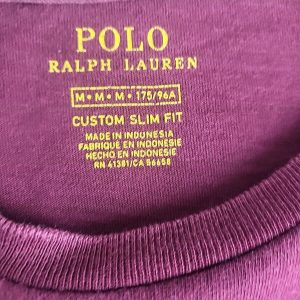 POLO
RALPH LAUREN
M • M • M • 175/96A
CUSTOM SLIM FIT
MADE IN INDONESIA
FABRIQUÉ EN INDONÉSIE
HECHO EN INDONESIE
RN 41381/CA 56658